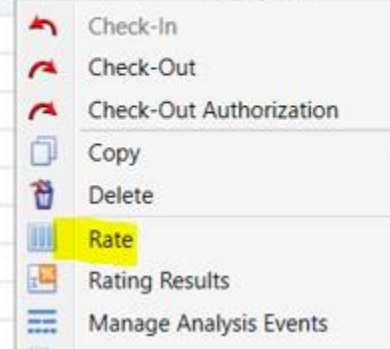 Check-In
Check-Out
Check-Out Authorization
Copy
Delete
Rate
Rating Results
Manage Analysis Events